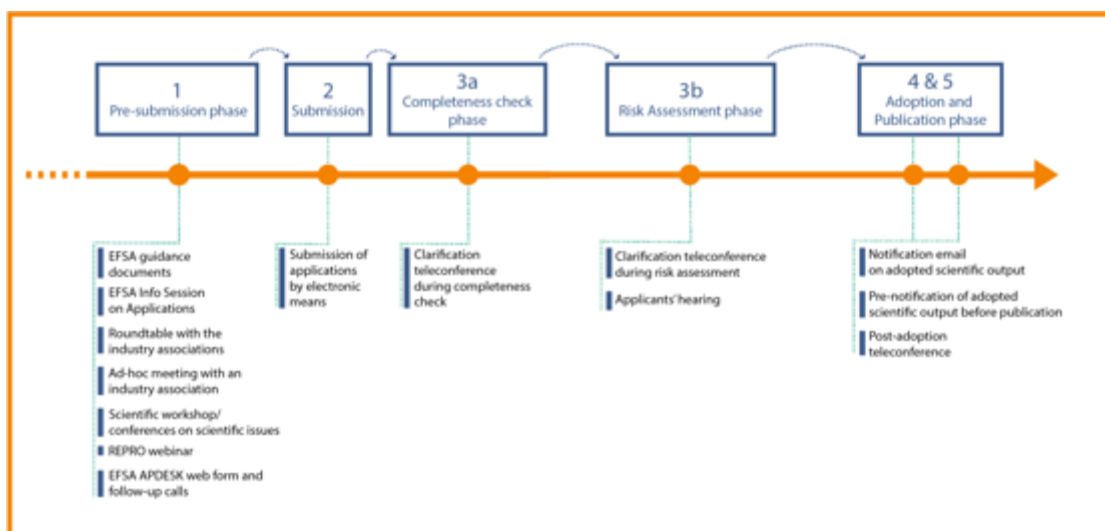 1
Pre-submission phase
2
Submission
3a
Completeness check
phase
3b
Risk Assessment phase
4 & 5
Adoption and
Publication phase
EFSA guidance
documents
EFSA Info Session
on Applications
Roundtable with the
industry associations
Ad-hoc meeting with an
industry association
Scientific workshop/
conferences on scientific issues
REPRO webinar
EFSA APDESK web form and
follow-up calls
Submission of
applications
by electronic
means
Clarification
teleconference
during completeness
check
Clarification teleconference
during risk assessment
Applicants' hearing
Notification email
on adopted scientific output
Pre-notification of adopted
scientific output before publication
Post-adoption
teleconference